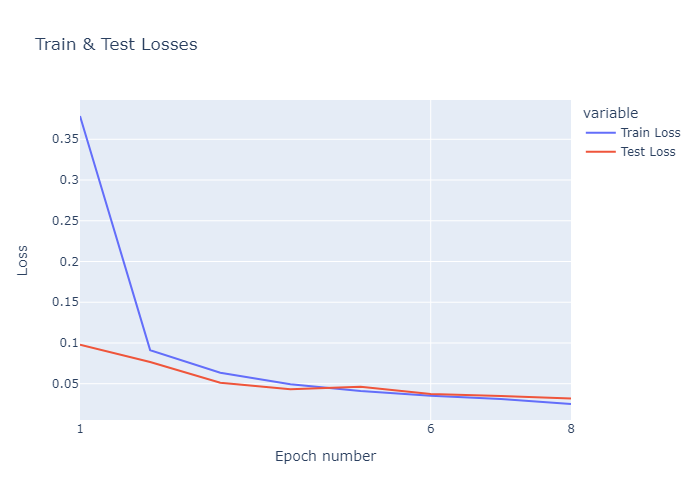 Train & Test Losses
variable
Train Loss
Test Loss
0.35
0.3
0.25
0.2
0.15
0.1
0.05
Loss
1
6
8
Epoch number